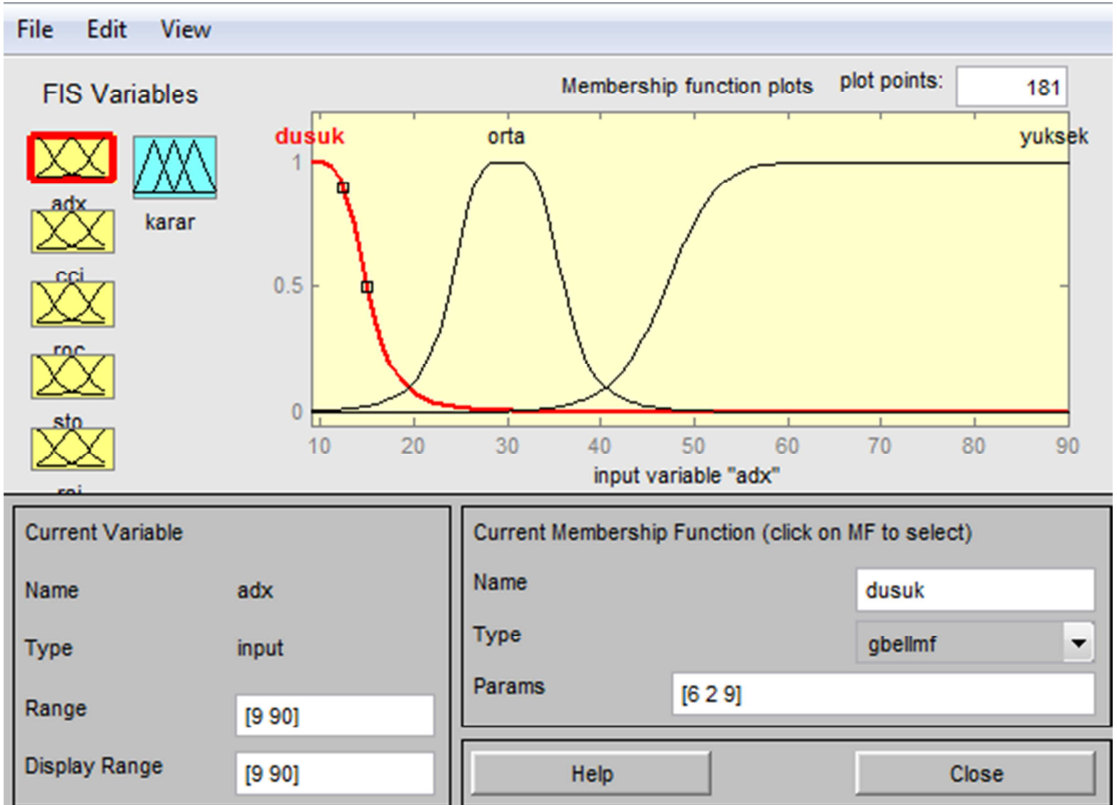 File Edit View
FIS Variables
Membership function plots plot points: 181
dusuk orta yuksek
1
0.5
0
10 20 30 40 50 60 70 80 90
input variable "adx"
adx
karar
cci
roc
sto
Current Variable
Name adx
Type input
Range [9 90]
Display Range [9 90]
Current Membership Function (click on MF to select)
Name dusuk
Type gbellmf
Params [6 2 9]
Help Close